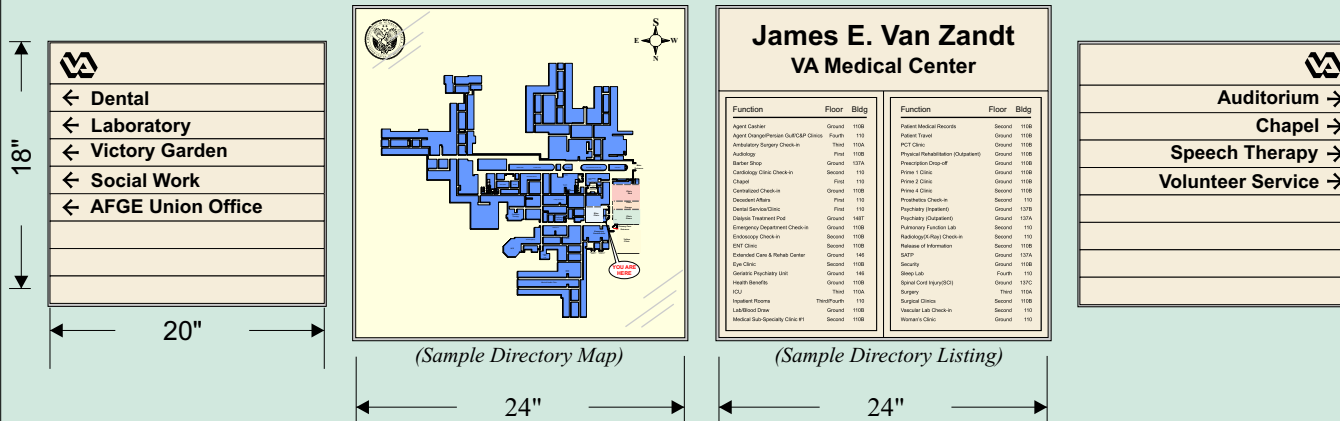 VA
← Dental
← Laboratory
← Victory Garden
← Social Work
← AFGE Union Office
18"
20"
S
E W
N
YOU ARE
HERE
(Sample Directory Map)
24"
James E. Van Zandt
VA Medical Center
Function Floor Bldg
Agent Cashier Ground 110B
Agent Orange/Persian Gulf/C&P Clinics Fourth 110
Ambulatory Surgery Check-in Third 110A
Audiology First 110B
Barber Shop Ground 137A
Cardiology Clinic Check-in Second 110
Chapel First 110
Centralized Check-in Ground 110B
Decedent Affairs First 110
Dental Service/Clinic First 110
Dialysis Treatment Pod Ground 148T
Emergency Department Check-in Ground 110B
Endoscopy Check-in Second 110B
ENT Clinic Second 110B
Extended Care & Rehab Center Ground 146
Eye Clinic Second 110B
Geriatric Psychiatry Unit Ground 146
Health Benefits Ground 110B
ICU Third 110A
Inpatient Rooms Third/Fourth 110
Lab/Blood Draw Ground 110B
Medical Sub-Specialty Clinic #1 Second 110B
Function Floor Bldg
Patient Medical Records Second 110B
Patient Travel Ground 110B
PCT Clinic Ground 110B
Physical Rehabilitation (Outpatient) Ground 110B
Prescription Drop-off Ground 110B
Prime 1 Clinic Ground 110B
Prime 2 Clinic Ground 110B
Prime 4 Clinic Second 110B
Prosthetics Check-in Second 110
Psychiatry (Inpatient) Ground 137B
Psychiatry (Outpatient) Ground 137A
Pulmonary Function Lab Second 110
Radiology(X-Ray) Check-in Second 110
Release of Information Second 110B
SATP Ground 137A
Security Ground 110B
Sleep Lab Fourth 110
Spinal Cord Injury(SCI) Ground 137C
Surgery Third 110A
Surgical Clinics Second 110B
Vascular Lab Check-in Second 110
Woman's Clinic Ground 110
(Sample Directory Listing)
24"
VA
Auditorium →
Chapel →
Speech Therapy →
Volunteer Service →